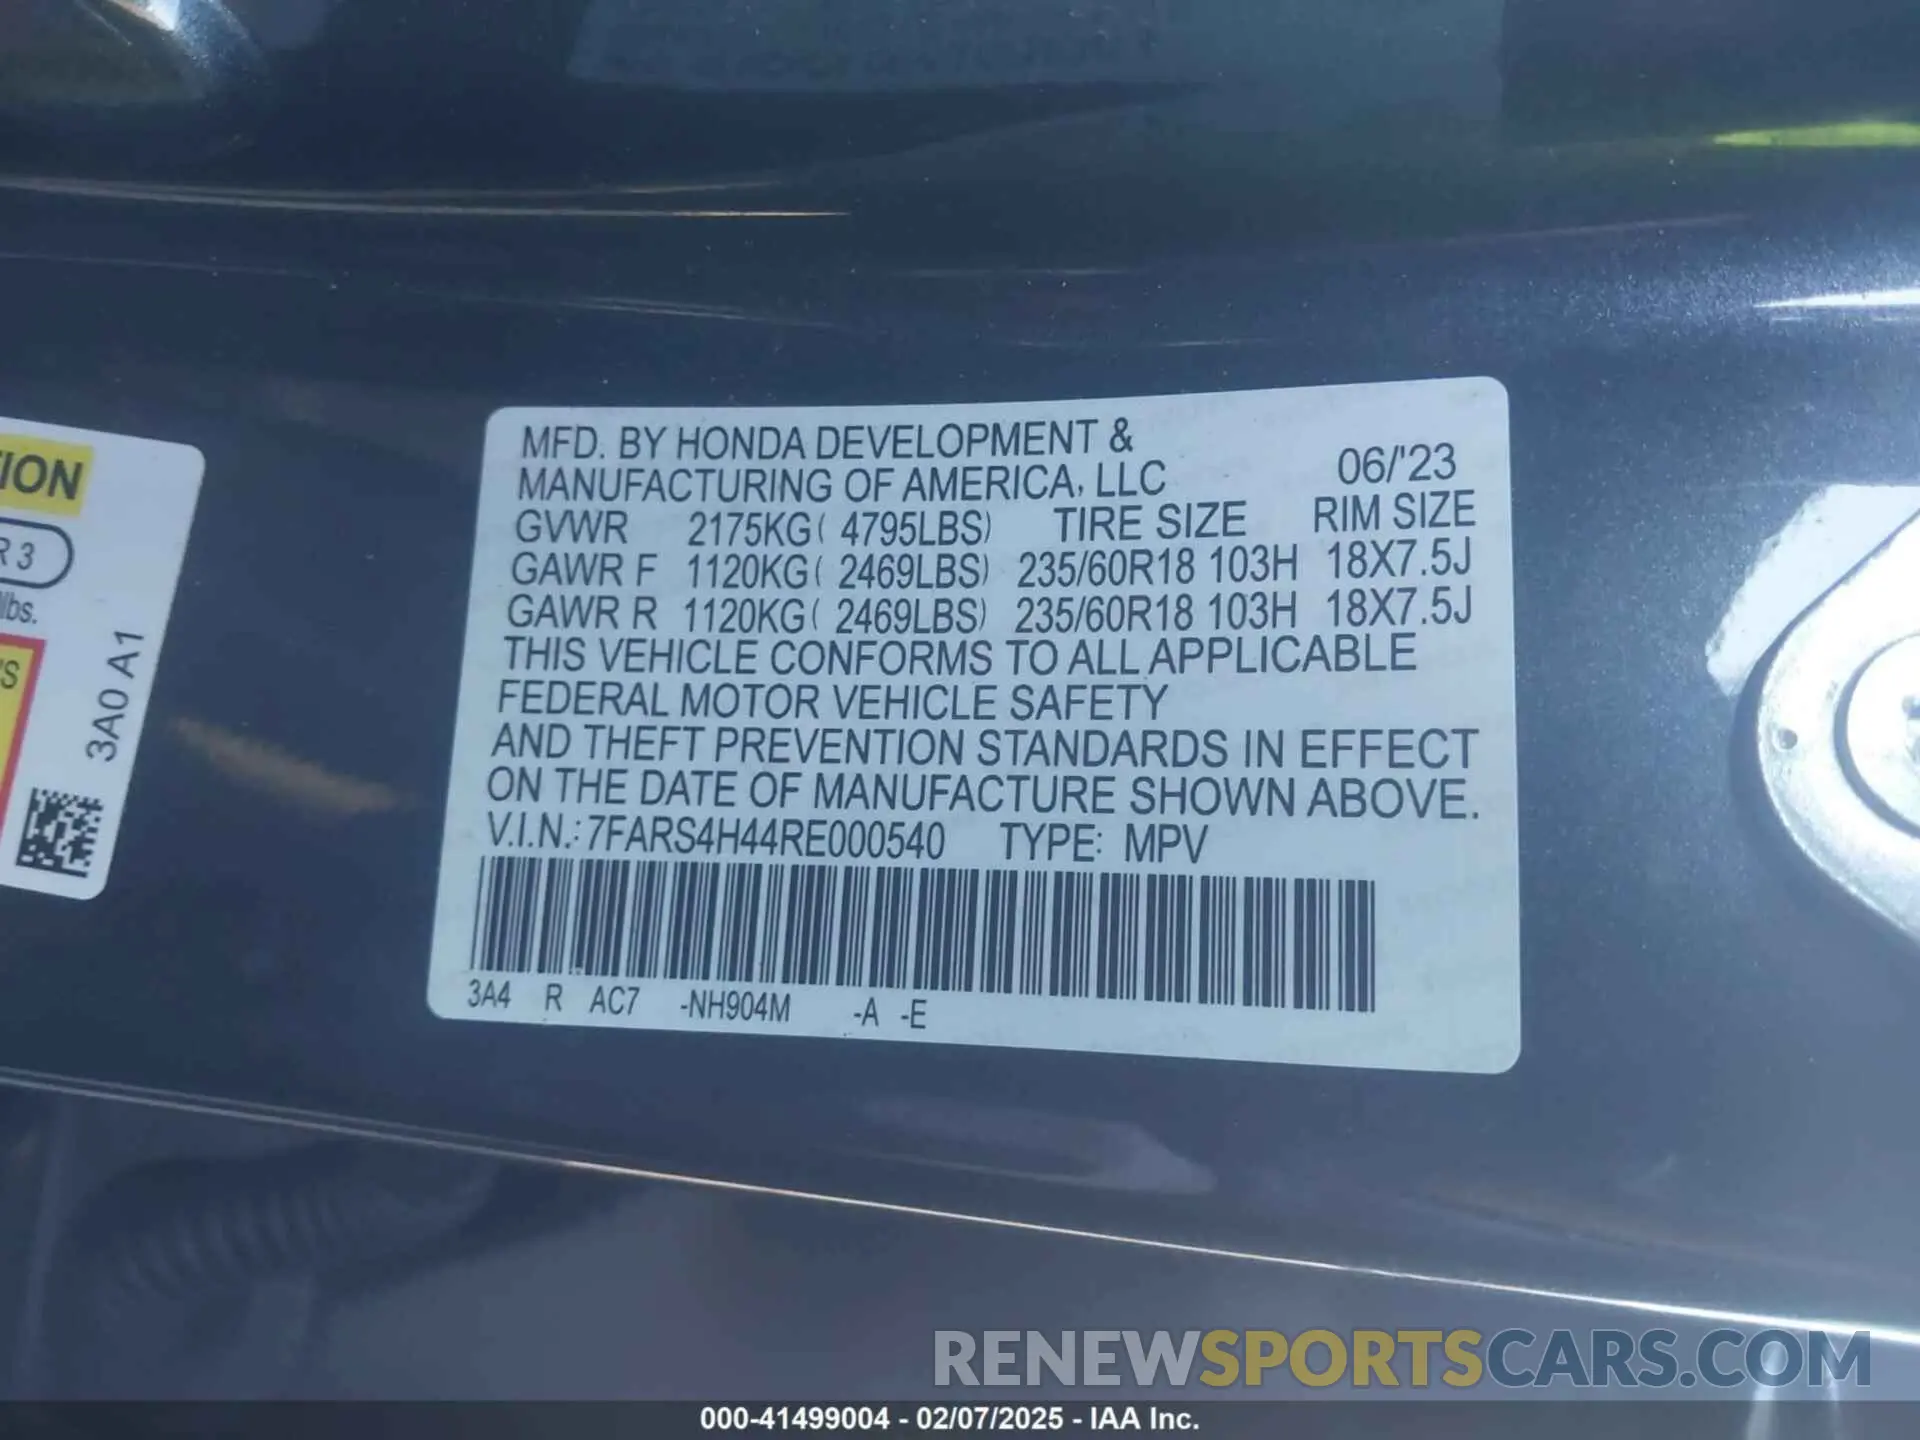 MFD. BY HONDA DEVELOPMENT &
MANUFACTURING OF AMERICA, LLC 06/'23
GVWR 2175KG( 4795LBS) TIRE SIZE RIM SIZE
GAWR F 1120KG( 2469LBS) 235/60R18 103H 18X7.5J
GAWR R 1120KG( 2469LBS) 235/60R18 103H 18X7.5J
THIS VEHICLE CONFORMS TO ALL APPLICABLE
FEDERAL MOTOR VEHICLE SAFETY
AND THEFT PREVENTION STANDARDS IN EFFECT
ON THE DATE OF MANUFACTURE SHOWN ABOVE.
V.I.N.: 7FARS4H44RE000540 TYPE: MPV
3A4 R AC7 -NH904M -A -E
TION
R 3
lbs.
3A0 A1
RENEWSPORTSCARS.COM
000-41499004 - 02/07/2025 - IAA Inc.